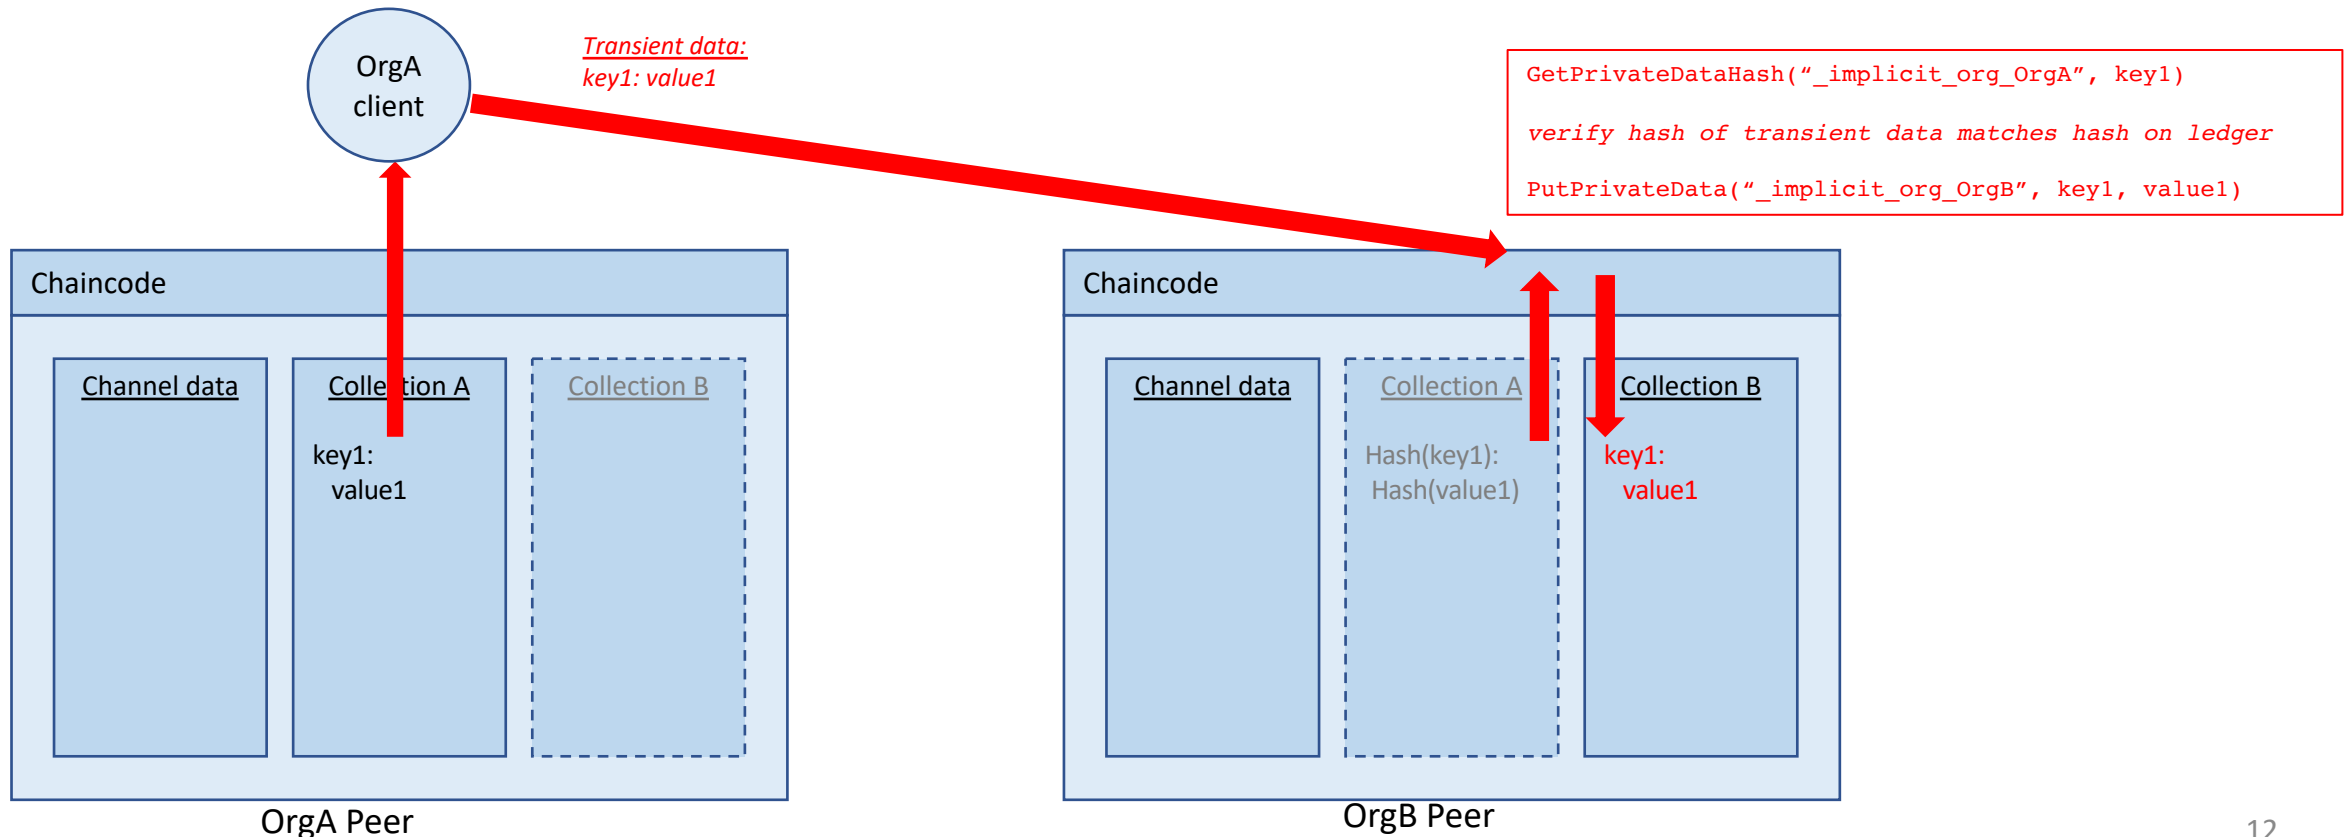 OrgA
client
Transient data:
key1: value1
GetPrivateDataHash(“_implicit_org_OrgA”, key1)
verify hash of transient data matches hash on ledger
PutPrivateData(“_implicit_org_OrgB”, key1, value1)
Chaincode
Channel data
Collection A
Collection B
key1:
value1
OrgA Peer
Chaincode
Channel data
Collection A
Collection B
Hash(key1):
Hash(value1)
key1:
value1
OrgB Peer
12